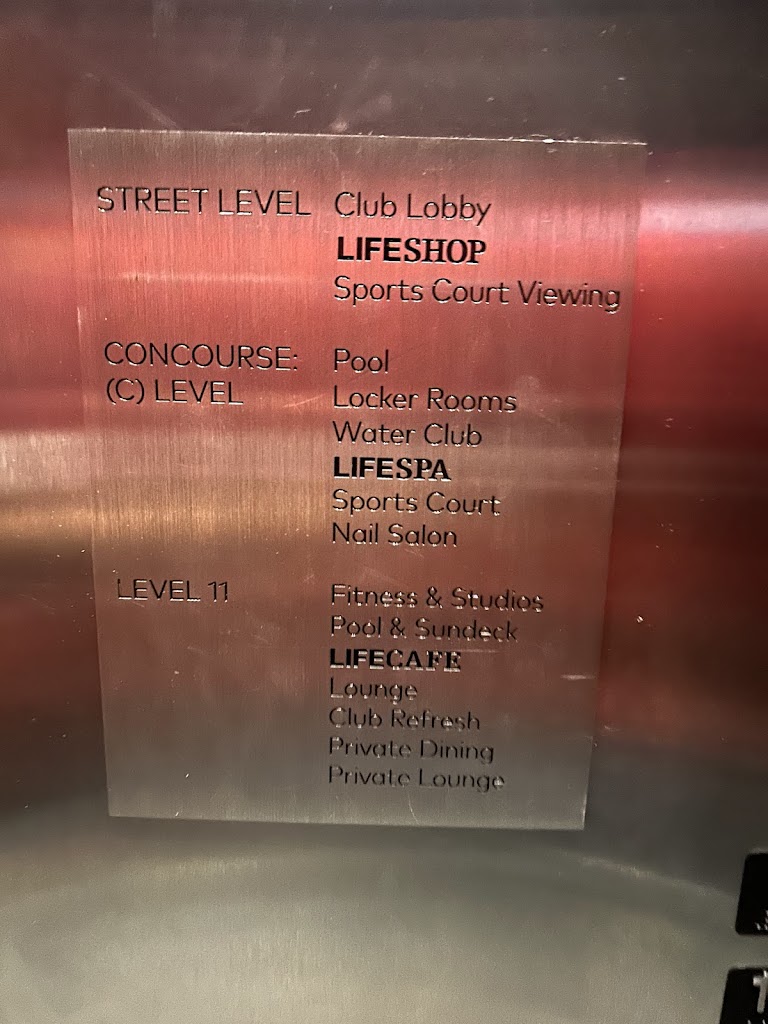 STREET LEVEL Club Lobby
LIFESHOP
Sports Court Viewing
CONCOURSE: Pool
(C) LEVEL Locker Rooms
Water Club
LIFESPA
Sports Court
Nail Salon
LEVEL 11 Fitness & Studios
Pool & Sundeck
LIFECAFE
Lounge
Club Refresh
Private Dining
Private Lounge